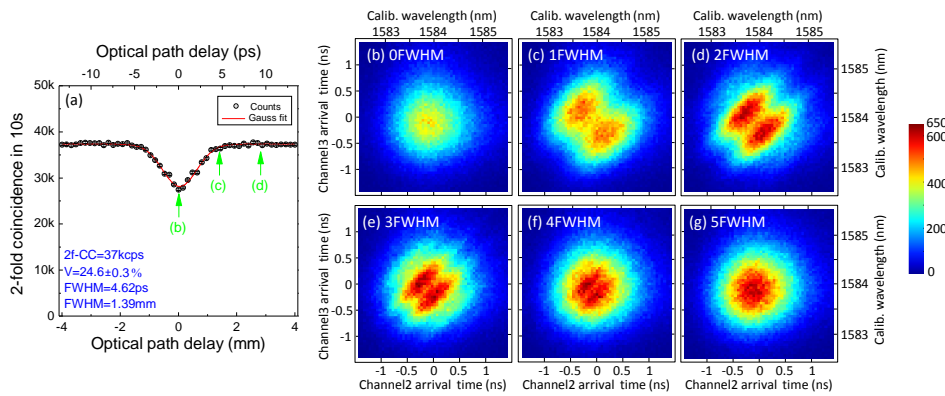 Optical path delay (ps)
-10 -5 0 5 10
50k
40k
30k
20k
10k
0
2-fold coincidence in 10s
(a)
Counts
Gauss fit
(c)
(d)
(b)
2f-CC=37kcps
V=24.6±0.3%
FWHM=4.62ps
FWHM=1.39mm
-4 -2 0 2 4
Optical path delay (mm)
Calib. wavelength (nm)
1583 1584 1585
Calib. wavelength (nm)
1583 1584 1585
Calib. wavelength (nm)
1583 1584 1585
(b) 0FWHM
(c) 1FWHM
(d) 2FWHM
Channel3 arrival time (ns)
1
0.5
0
-0.5
-1
1585
1584
1583
Calib. wavelength (nm)
(e) 3FWHM
(f) 4FWHM
(g) 5FWHM
Channel3 arrival time (ns)
1
0.5
0
-0.5
-1
1585
1584
1583
Calib. wavelength (nm)
-1 -0.5 0 0.5 1
Channel2 arrival time (ns)
-1 -0.5 0 0.5 1
Channel2 arrival time (ns)
-1 -0.5 0 0.5 1
Channel2 arrival time (ns)
650
600
400
200
0